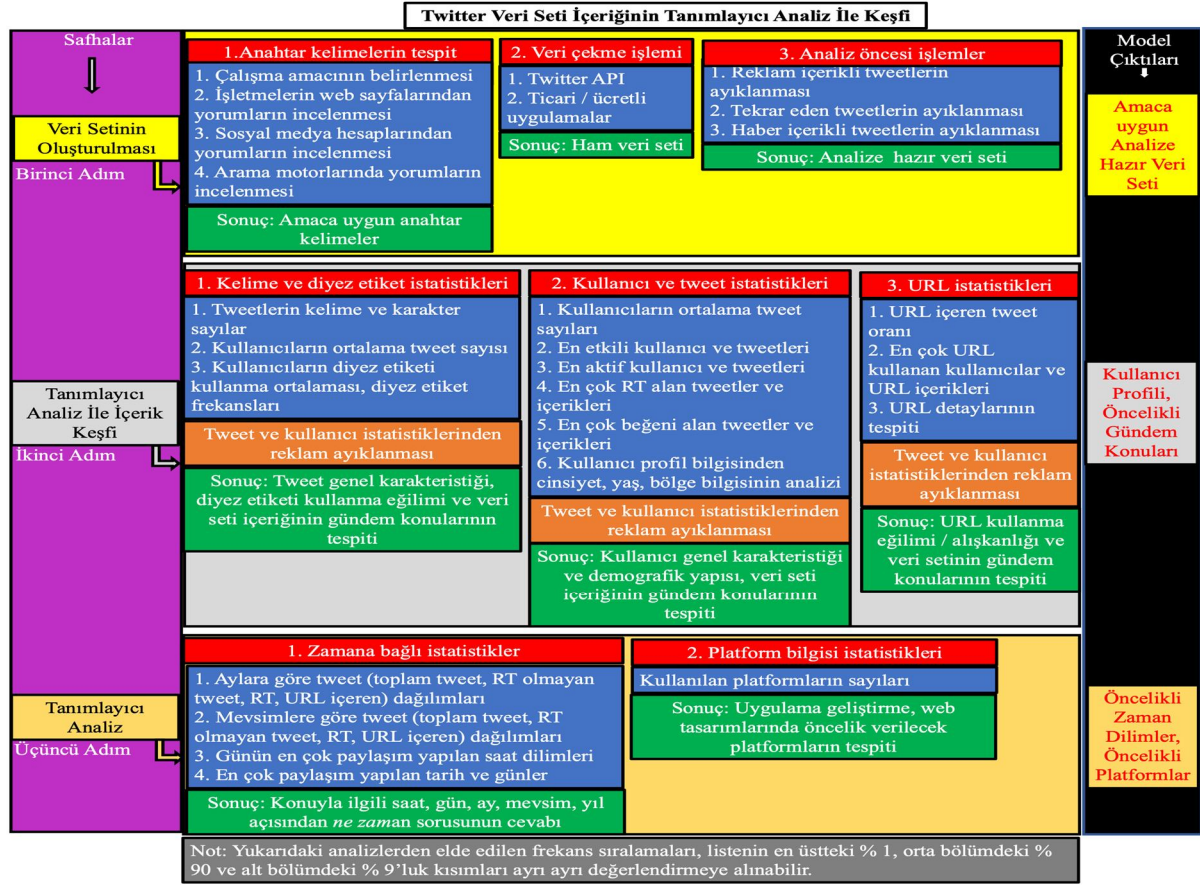 Twitter Veri Seti İçeriğinin Tanımlayıcı Analiz İle Keşfi
Safhalar
Veri Setinin
Oluşturulması
Birinci Adım
1.Anahtar kelimelerin tespit
1. Çalışma amacının belirlenmesi
2. İşletmelerin web sayfalarından
yorumların incelenmesi
3. Sosyal medya hesaplarından
yorumların incelenmesi
4. Arama motorlarında yorumların
incelenmesi
Sonuç: Amaca uygun anahtar
kelimeler
2. Veri çekme işlemi
1. Twitter API
2. Ticari / ücretli
uygulamalar
Sonuç: Ham veri seti
3. Analiz öncesi işlemler
1. Reklam içerikli tweetlerin
ayıklanması
2. Tekrar eden tweetlerin ayıklanması
3. Haber içerikli tweetlerin ayıklanması
Sonuç: Analize hazır veri seti
Model
Çıktıları
Amaca
uygun
Analize
Hazır Veri
Seti
Tanımlayıcı
Analiz İle İçerik
Keşfi
İkinci Adım
1. Kelime ve diyez etiket istatistikleri
1. Tweetlerin kelime ve karakter
sayılar
2. Kullanıcıların ortalama tweet sayısı
3. Kullanıcıların diyez etiketi
kullanma ortalaması, diyez etiket
frekansları
Tweet ve kullanıcı istatistiklerinden
reklam ayıklanması
Sonuç: Tweet genel karakteristiği,
diyez etiketi kullanma eğilimi ve veri
seti içeriğinin gündem konularının
tespiti
2. Kullanıcı ve tweet istatistikleri
1. Kullanıcıların ortalama tweet
sayıları
2. En etkili kullanıcı ve tweetleri
3. En aktif kullanıcı ve tweetleri
4. En çok RT alan tweetler ve
içerikleri
5. En çok beğeni alan tweetler ve
içerikleri
6. Kullanıcı profil bilgisinden
cinsiyet, yaş, bölge bilgisinin analizi
Tweet ve kullanıcı istatistiklerinden
reklam ayıklanması
Sonuç: Kullanıcı genel karakteristiği
ve demografik yapısı, veri seti
içeriğinin gündem konularının
tespiti
3. URL istatistikleri
1. URL içeren tweet
oranı
2. En çok URL
kullanan kullanıcılar ve
URL içerikleri
3. URL detaylarının
tespiti
Tweet ve kullanıcı
istatistiklerinden reklam
ayıklanması
Sonuç: URL kullanma
eğilimi / alışkanlığı ve
veri setinin gündem
konularının tespiti
Kullanıcı
Profili,
Öncelikli
Gündem
Konuları
Tanımlayıcı
Analiz
Üçüncü Adım
1. Zamana bağlı istatistikler
1. Aylara göre tweet (toplam tweet, RT olmayan
tweet, RT, URL içeren) dağılımları
2. Mevsimlere göre tweet (toplam tweet, RT
olmayan tweet, RT, URL içeren) dağılımları
3. Günün en çok paylaşım yapılan saat dilimleri
4. En çok paylaşım yapılan tarih ve günler
Sonuç: Konuyla ilgili saat, gün, ay, mevsim, yıl
açısından ne zaman sorusunun cevabı
2. Platform bilgisi istatistikleri
Kullanılan platformların sayıları
Sonuç: Uygulama geliştirme, web
tasarımlarında öncelik verilecek
platformların tespiti
Öncelikli
Zaman
Dilimler,
Öncelikli
Platformlar
Not: Yukarıdaki analizlerden elde edilen frekans sıralamaları, listenin en üstteki % 1, orta bölümdeki %
90 ve alt bölümdeki % 9’luk kısımları ayrı ayrı değerlendirmeye alınabilir.